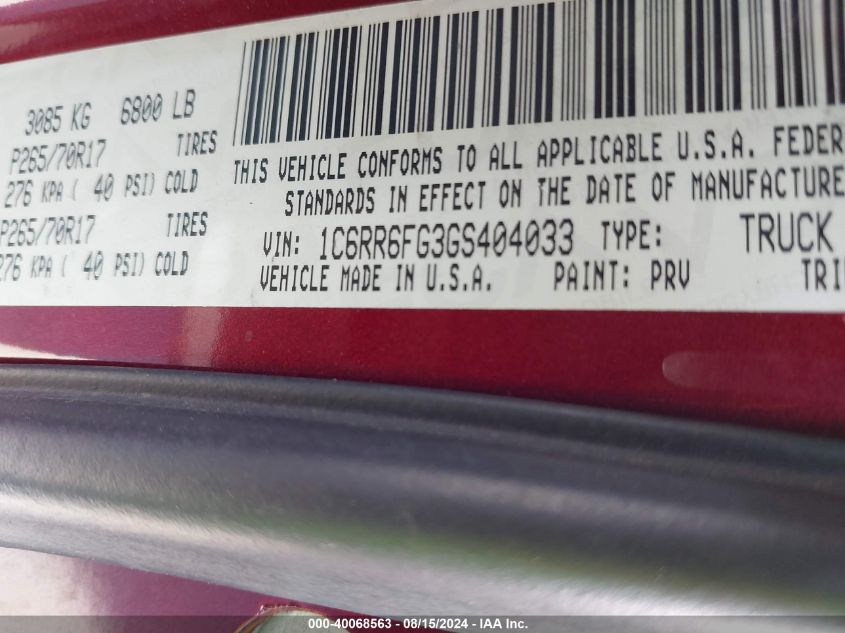 3085 KG 6800 LB
P265/70R17 TIRES
276 KPA ( 40 PSI) COLD
P265/70R17 TIRES
276 KPA ( 40 PSI) COLD
THIS VEHICLE CONFORMS TO ALL APPLICABLE U.S.A. FEDER
STANDARDS IN EFFECT ON THE DATE OF MANUFACTURE
VIN: 1C6RR6FG3GS404033 TYPE: TRUCK
VEHICLE MADE IN U.S.A. PAINT: PRV TRI
000-40068563 - 08/15/2024 - IAA Inc.